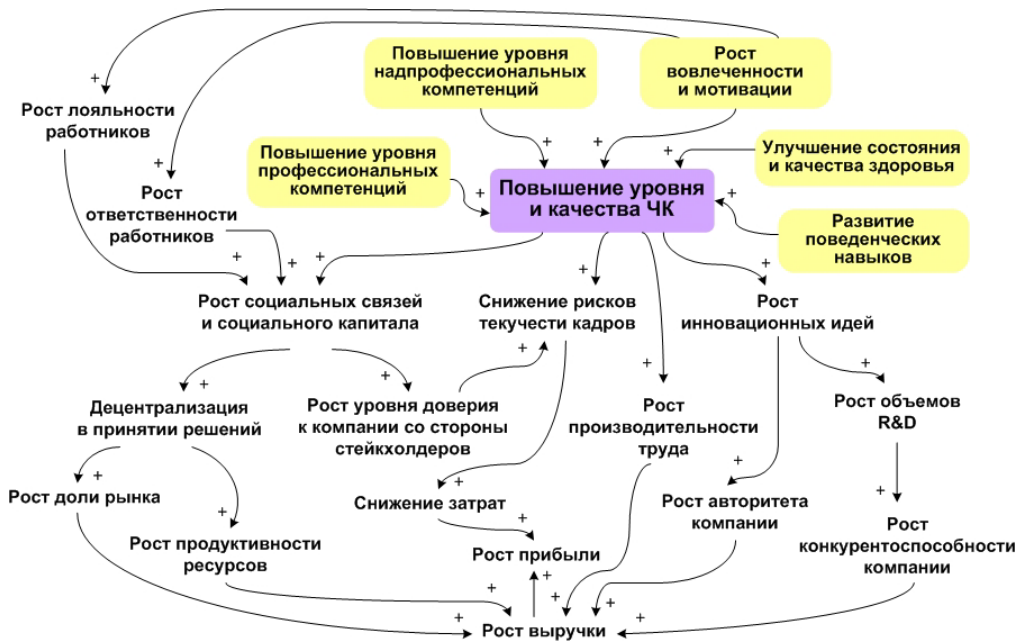 Повышение уровня
надпрофессиональных
компетенций
Рост
вовлеченности
и мотивации
+
Рост лояльности
работников
+
Повышение уровня
профессиональных
компетенций
+
+
+
Улучшение состояния
и качества здоровья
+
Рост
ответственности
работников
+
Повышение уровня
и качества ЧК
+
Развитие
поведенческих
навыков
+
+
+
+
+
Рост социальных связей
и социального капитала
Снижение рисков
текучести кадров
Рост
инновационных идей
+
+
+
+
+
Децентрализация
в принятии решений
Рост уровня доверия
к компании со стороны
стейкхолдеров
Рост
производительности
труда
Рост объемов
R&D
+
+
+
Рост доли рынка
Снижение затрат
Рост авторитета
компании
+
+
+
Рост продуктивности
ресурсов
Рост прибыли
Рост
конкурентоспособности
компании
+
+
+
+
+
+
Рост выручки